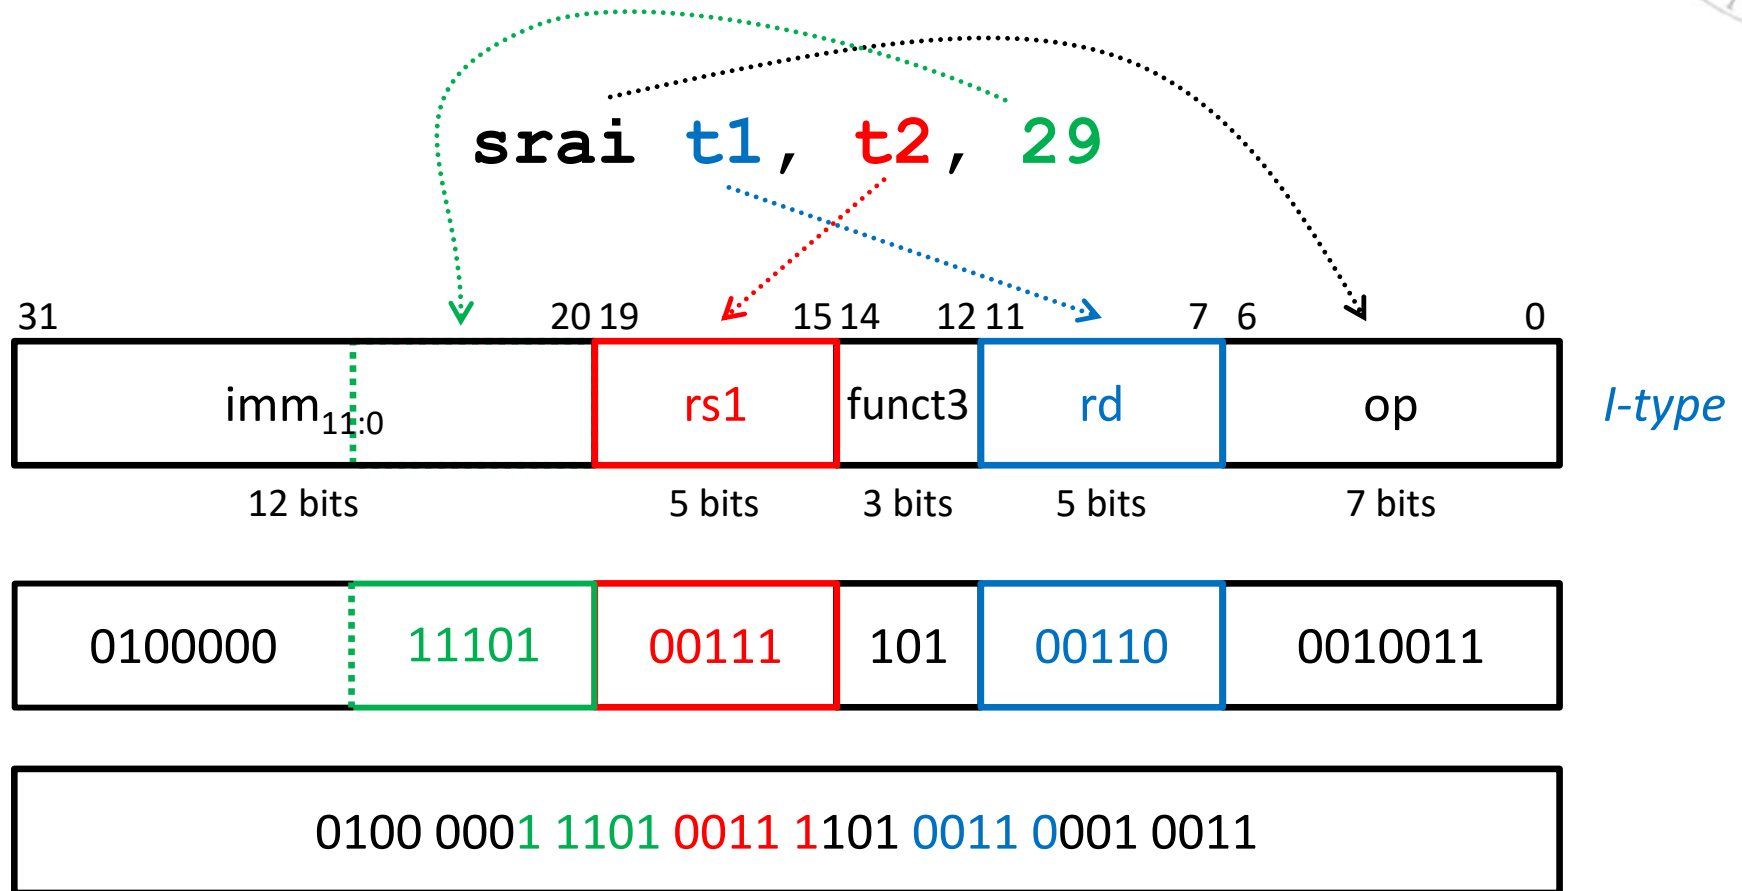 srai t1, t2, 29
31 20 19 15 14 12 11 7 6 0
imm11:0 rs1 funct3 rd op I-type
12 bits 5 bits 3 bits 5 bits 7 bits
0100000 11101 00111 101 00110 0010011
0100 0001 1101 0011 1101 0011 0001 0011